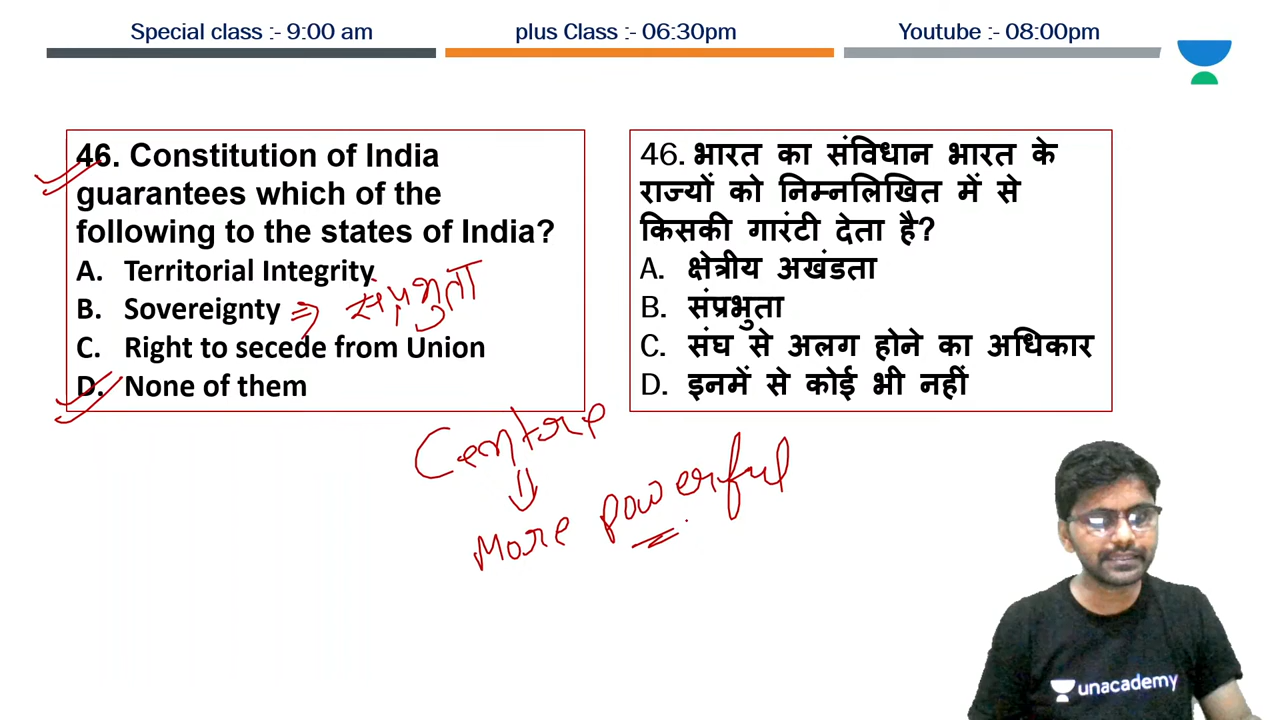 Special class :- 9:00 am
plus Class :- 06:30pm
Youtube :- 08:00pm
46. Constitution of India
guarantees which of the
following to the states of India?
A. Territorial Integrity
B. Sovereignty ⇒ संप्रभुता
C. Right to secede from Union
D. None of them
46. भारत का संविधान भारत के
राज्यों को निम्नलिखित में से
किसकी गारंटी देता है?
A. क्षेत्रीय अखंडता
B. संप्रभुता
C. संघ से अलग होने का अधिकार
D. इनमें से कोई भी नहीं
Centre
⇓
More powerful
unacademy